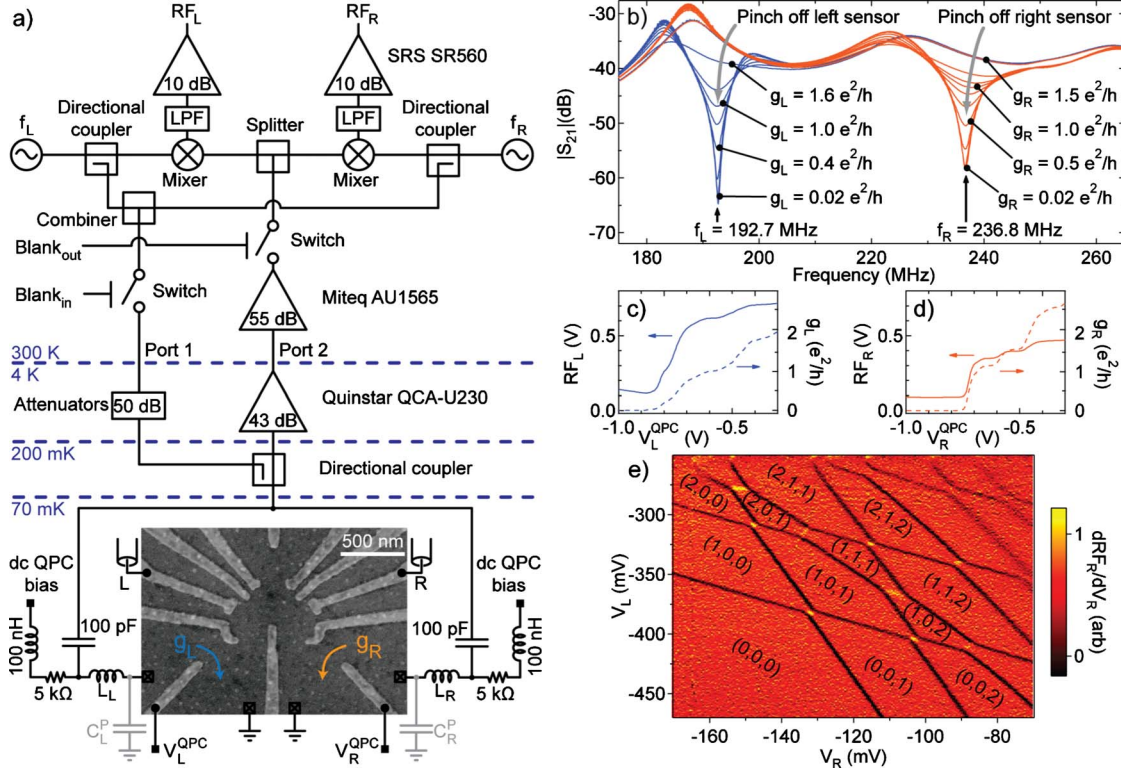 a)
RF_L
RF_R
SRS SR560
10 dB
10 dB
Directional
coupler
LPF
Splitter
LPF
Directional
coupler
f_L
f_R
Mixer
Mixer
Combiner
Blank_out
Switch
Blank_in
Switch
Miteq AU1565
55 dB
300 K
Port 1
Port 2
4 K
Attenuators
50 dB
Quinstar QCA-U230
43 dB
200 mK
Directional coupler
70 mK
500 nm
dc QPC
bias
L
R
dc QPC
bias
100 pF
100 pF
100 nH
100 nH
g_L
g_R
5 kΩ
L_L
L_R
5 kΩ
C_L^P
C_R^P
V_L^QPC
V_R^QPC
b)
-30
-40
-50
-60
-70
|S_21|(dB)
Pinch off left sensor
Pinch off right sensor
g_L = 1.6 e^2/h
g_L = 1.0 e^2/h
g_L = 0.4 e^2/h
g_L = 0.02 e^2/h
g_R = 1.5 e^2/h
g_R = 1.0 e^2/h
g_R = 0.5 e^2/h
g_R = 0.02 e^2/h
f_L = 192.7 MHz
f_R = 236.8 MHz
180
200
220
240
260
Frequency (MHz)
c)
0.5
0.0
RF_L (V)
2
1
0
g_L (e^2/h)
-1.0
-0.5
V_L^QPC (V)
d)
0.5
0.0
RF_R (V)
2
1
0
g_R (e^2/h)
-1.0
-0.5
V_R^QPC (V)
e)
-300
-350
-400
-450
V_L (mV)
(2,0,0)
(2,0,1)
(2,1,1)
(2,1,2)
(1,0,0)
(1,0,1)
(1,1,1)
(1,1,2)
(1,0,2)
(0,0,0)
(0,0,1)
(0,0,2)
-160
-140
-120
-100
-80
V_R (mV)
1
0
dRF_R/dV_R (arb)